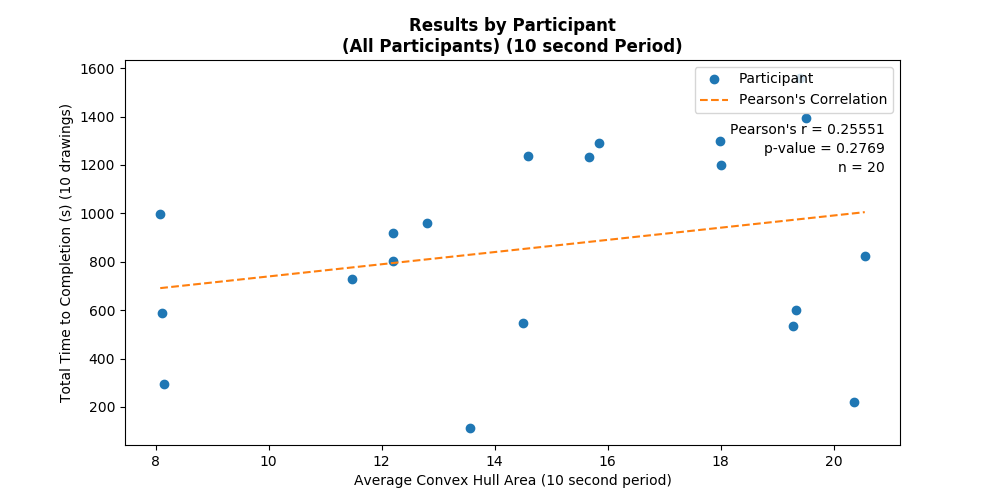 Results by Participant
(All Participants) (10 second Period)
Total Time to Completion (s) (10 drawings)
1600
1400
1200
1000
800
600
400
200
Participant
Pearson's Correlation
Pearson's r = 0.25551
p-value = 0.2769
n = 20
8 10 12 14 16 18 20
Average Convex Hull Area (10 second period)